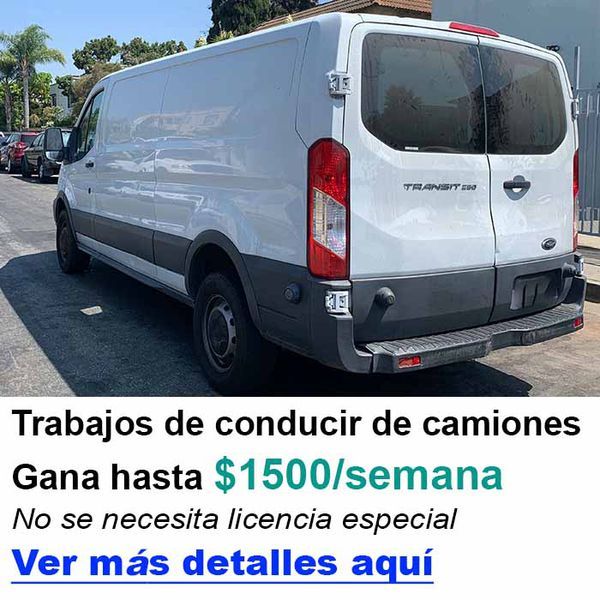 TRANSIT 250
Trabajos de conducir de camiones
Gana hasta $1500/semana
No se necesita licencia especial
Ver más detalles aquí